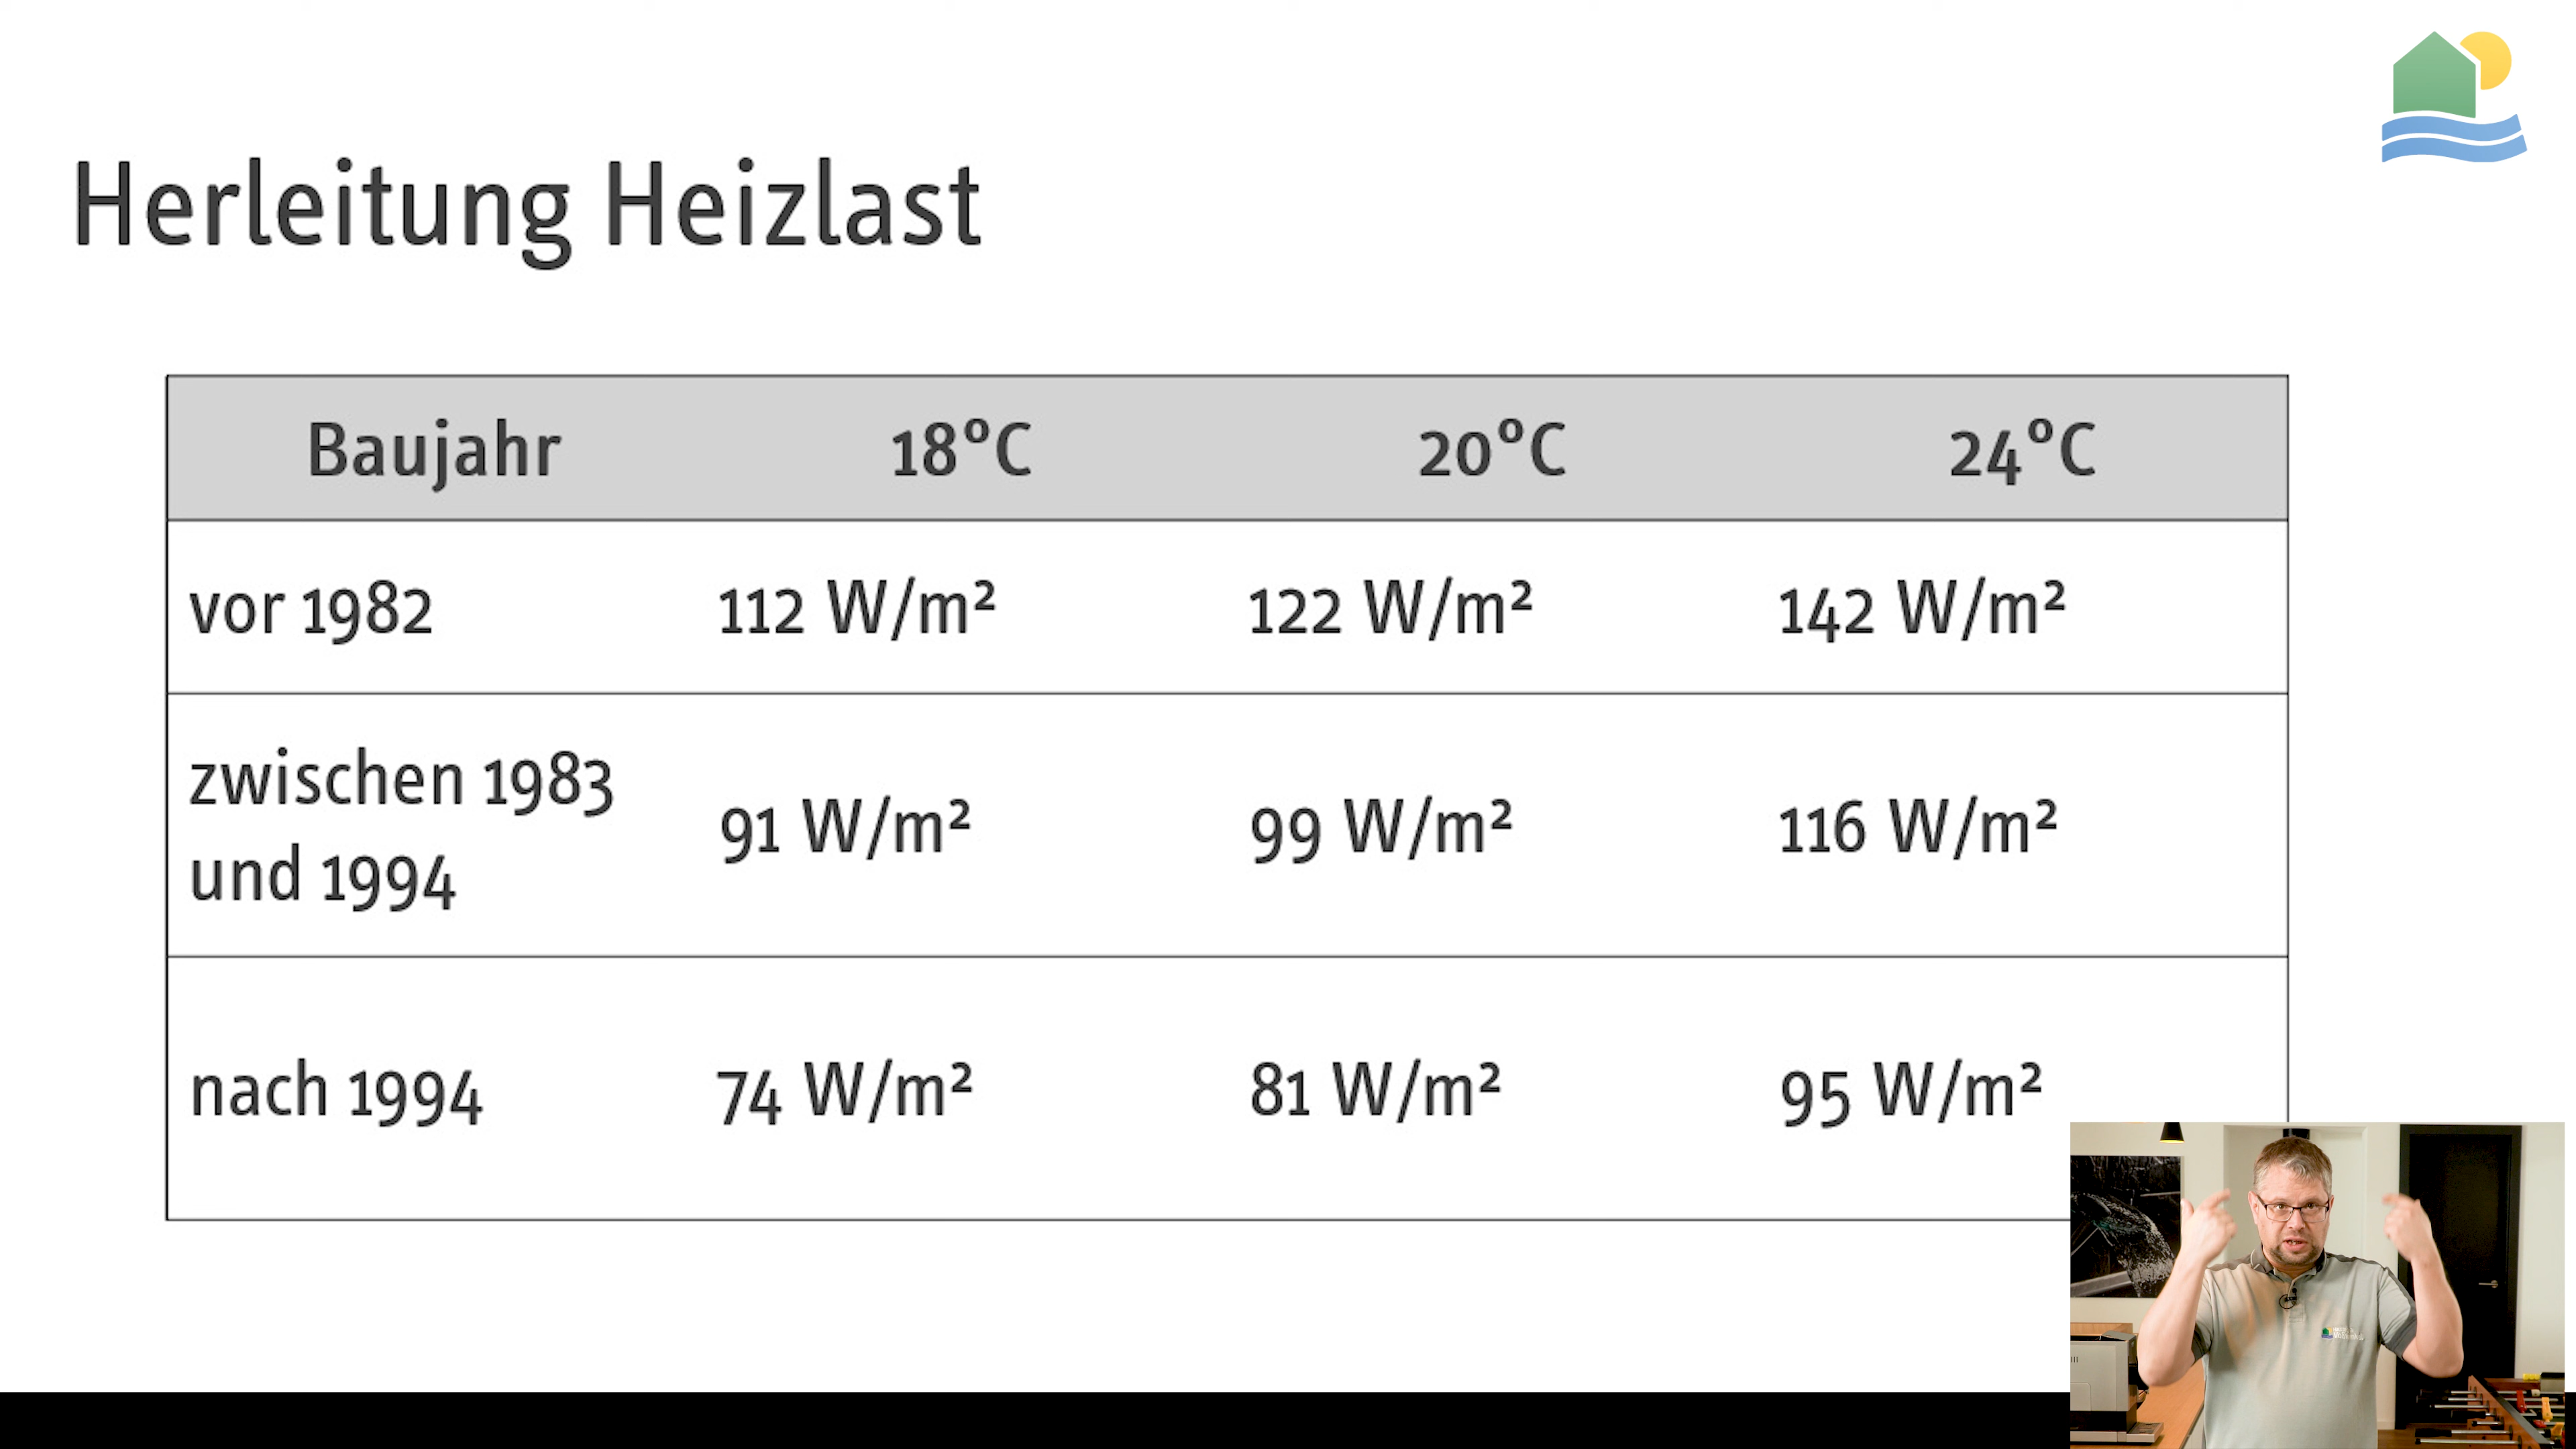 Herleitung Heizlast
Baujahr 18°C 20°C 24°C
vor 1982 112 W/m² 122 W/m² 142 W/m²
zwischen 1983
und 1994 91 W/m² 99 W/m² 116 W/m²
nach 1994 74 W/m² 81 W/m² 95 W/m²